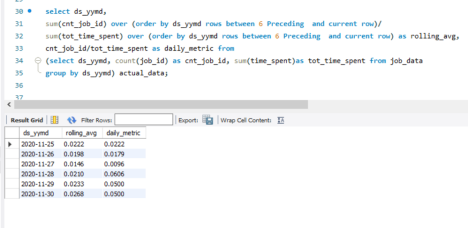 30 select ds_yymd,
31 sum(cnt_job_id) over (order by ds_yymd rows between 6 Preceding and current row)/
32 sum(tot_time_spent) over (order by ds_yymd rows between 6 Preceding and current row) as rolling_avg,
33 cnt_job_id/tot_time_spent as daily_metric from
34 (select ds_yymd, count(job_id) as cnt_job_id, sum(time_spent)as tot_time_spent from job_data
35 group by ds_yymd) actual_data;
36
37
Result Grid Filter Rows: Export: Wrap Cell Content:
ds_yymd rolling_avg daily_metric
2020-11-25 0.0222 0.0222
2020-11-26 0.0198 0.0179
2020-11-27 0.0146 0.0096
2020-11-28 0.0210 0.0606
2020-11-29 0.0233 0.0500
2020-11-30 0.0268 0.0500